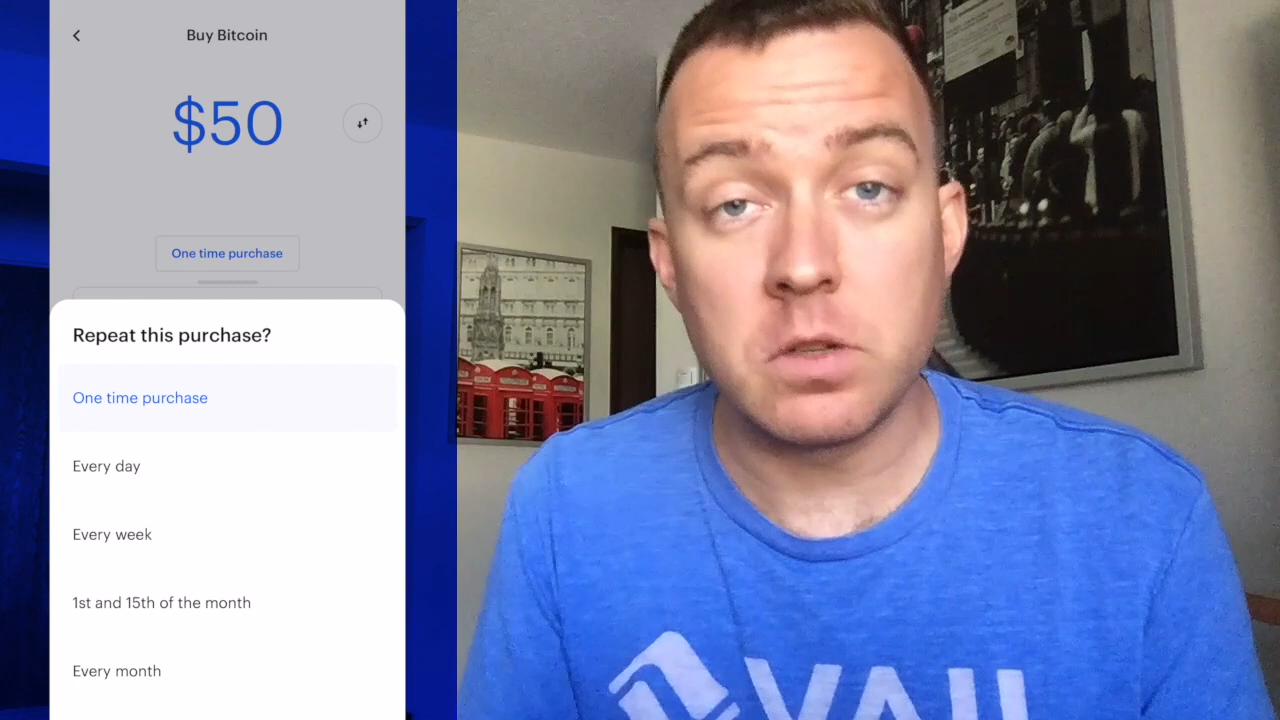 Buy Bitcoin
$50
One time purchase
Repeat this purchase?
One time purchase
Every day
Every week
1st and 15th of the month
Every month
VAIL